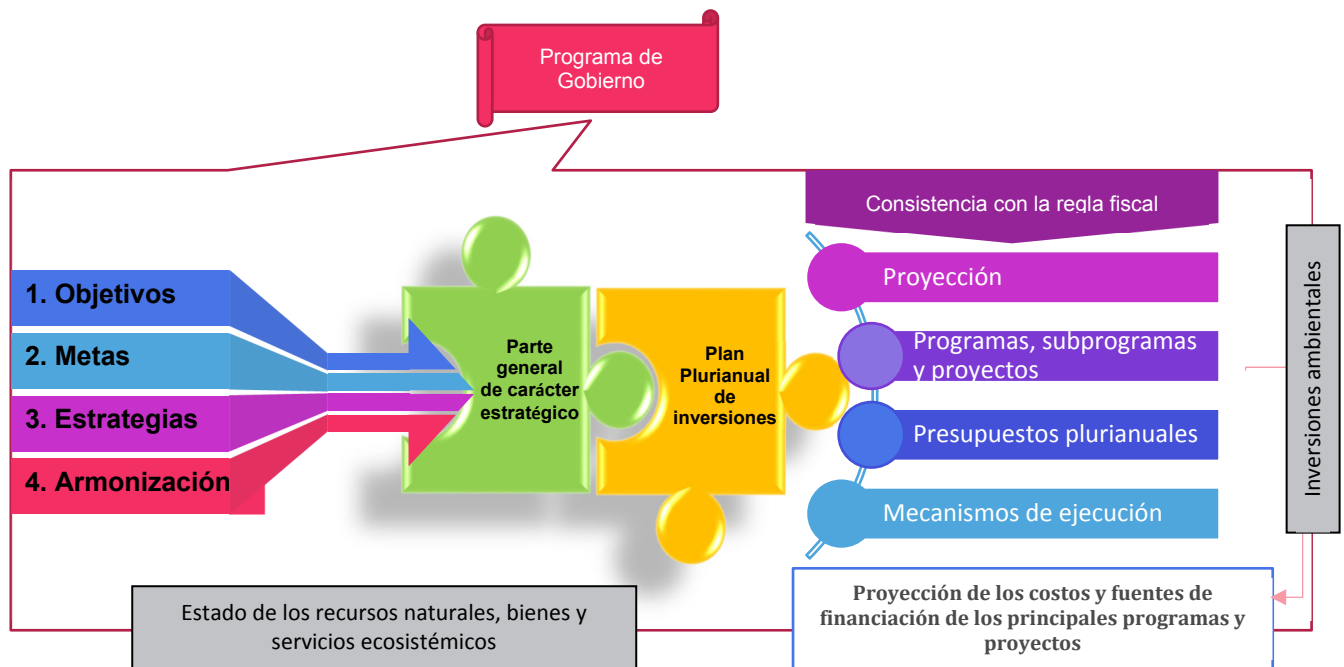 Programa de
Gobierno
Consistencia con la regla fiscal
1. Objetivos
2. Metas
3. Estrategias
4. Armonización
Parte
general
de carácter
estratégico
Plan
Plurianual
de
inversiones
Proyección
Programas, subprogramas
y proyectos
Presupuestos plurianuales
Mecanismos de ejecución
Inversiones ambientales
Estado de los recursos naturales, bienes y
servicios ecosistémicos
Proyección de los costos y fuentes de
financiación de los principales programas y
proyectos